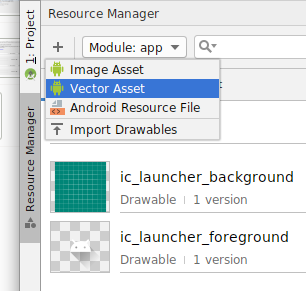 Resource Manager
1: Project
Resource Manager
Module: app
Image Asset
Vector Asset
Android Resource File
Import Drawables
ic_launcher_background
Drawable | 1 version
ic_launcher_foreground
Drawable | 1 version